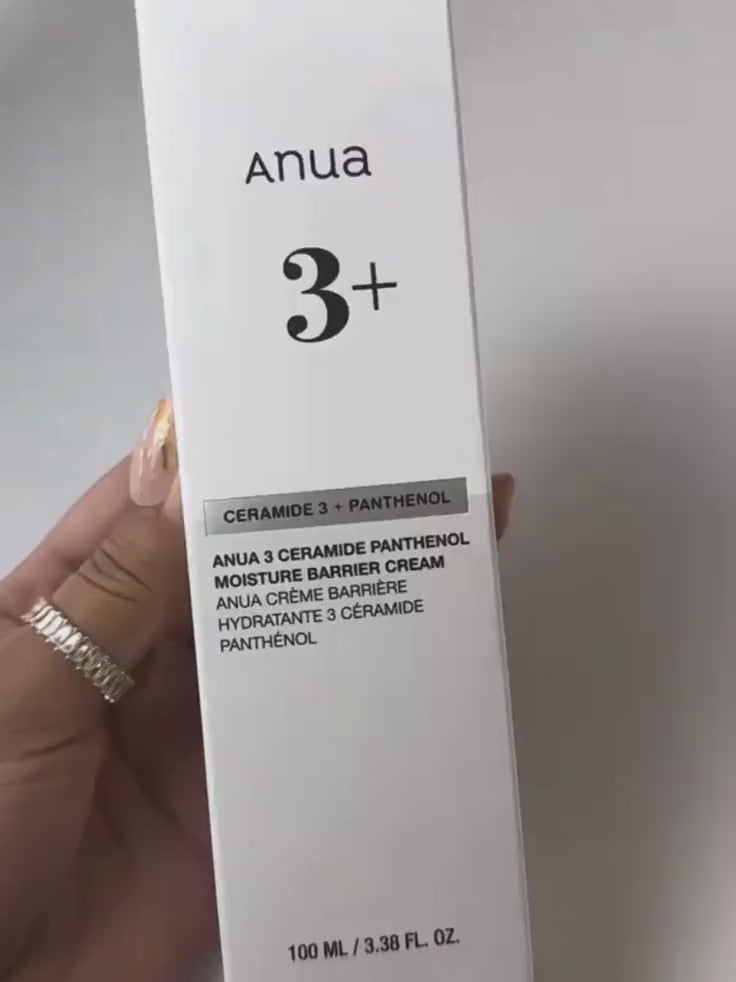 Anua
3+
CERAMIDE 3 + PANTHENOL
ANUA 3 CERAMIDE PANTHENOL
MOISTURE BARRIER CREAM
ANUA CRÈME BARRIÈRE
HYDRATANTE 3 CÉRAMIDE
PANTHÉNOL
100 ML / 3.38 FL. OZ.